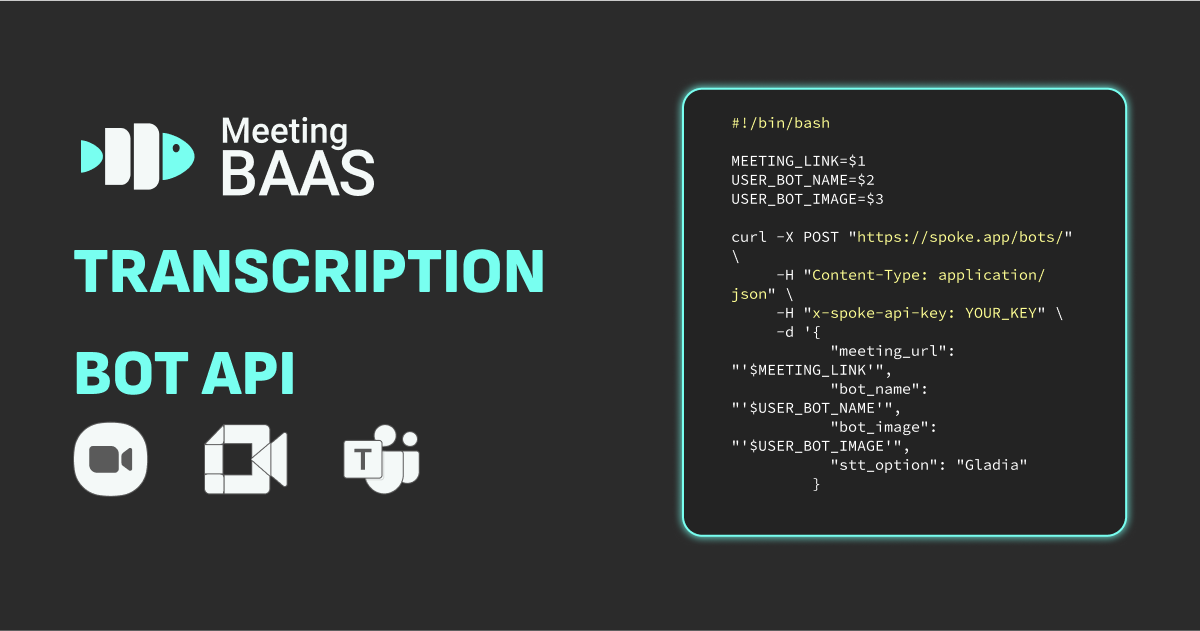 Meeting
BAAS
TRANSCRIPTION
BOT API
T
#!/bin/bash
MEETING_LINK=$1
USER_BOT_NAME=$2
USER_BOT_IMAGE=$3
curl -X POST "https://spoke.app/bots/"
\
-H "Content-Type: application/
json" \
-H "x-spoke-api-key: YOUR_KEY" \
-d '{
"meeting_url":
"'$MEETING_LINK'",
"bot_name":
"'$USER_BOT_NAME'",
"bot_image":
"'$USER_BOT_IMAGE'",
"stt_option": "Gladia"
}